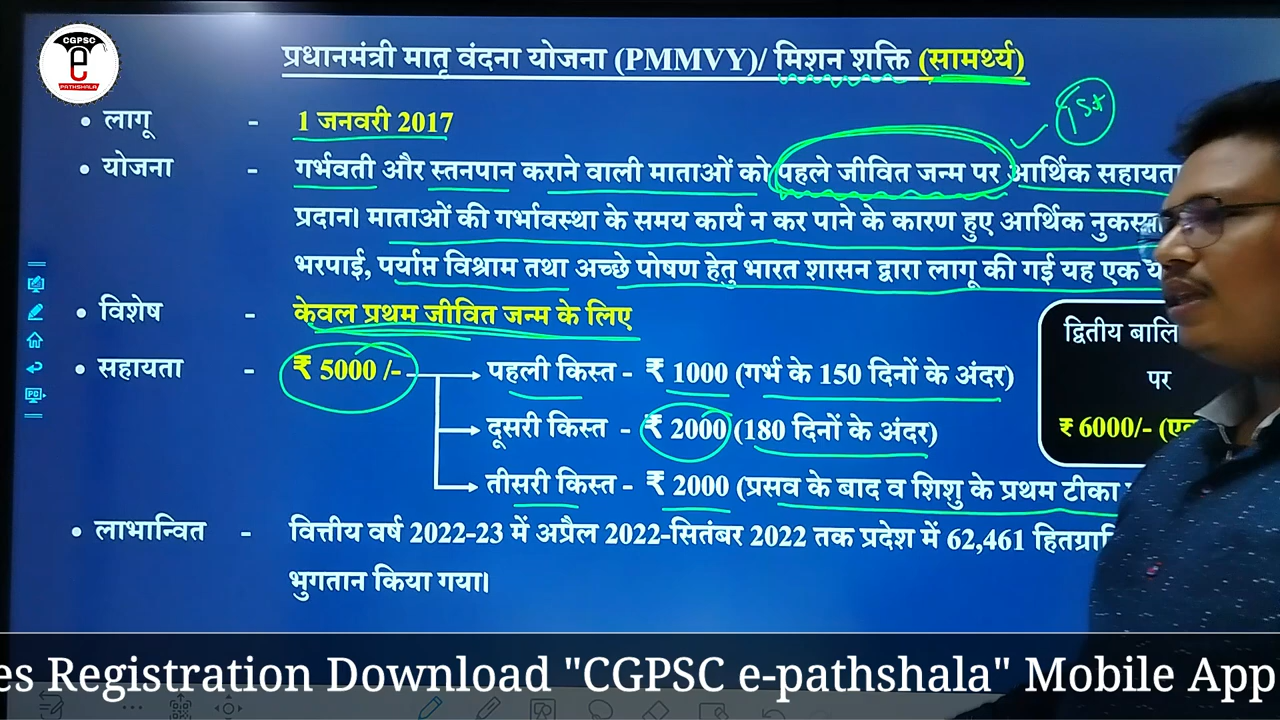 CGPSC
e
PATHSHALA
प्रधानमंत्री मातृ वंदना योजना (PMMVY)/ मिशन शक्ति (सामर्थ्य)
1st
• लागू - 1 जनवरी 2017
• योजना - गर्भवती और स्तनपान कराने वाली माताओं को पहले जीवित जन्म पर आर्थिक सहायता
प्रदान। माताओं की गर्भावस्था के समय कार्य न कर पाने के कारण हुए आर्थिक
भरपाई, पर्याप्त विश्राम तथा अच्छे पोषण हेतु भारत शासन द्वारा लागू की गई यह एक
• विशेष - केवल प्रथम जीवित जन्म के लिए
• सहायता - ₹ 5000 /- पहली किस्त - ₹ 1000 (गर्भ के 150 दिनों के अंदर)
दूसरी किस्त - ₹ 2000 (180 दिनों के अंदर)
तीसरी किस्त - ₹ 2000 (प्रसव के बाद व शिशु के प्रथम टीका
द्वितीय
पर
₹ 6000/-
• लाभान्वित - वित्तीय वर्ष 2022-23 में अप्रैल 2022-सितंबर 2022 तक प्रदेश में 62,461
भुगतान किया गया।
Registration Download "CGPSC e-pathshala" Mobile App